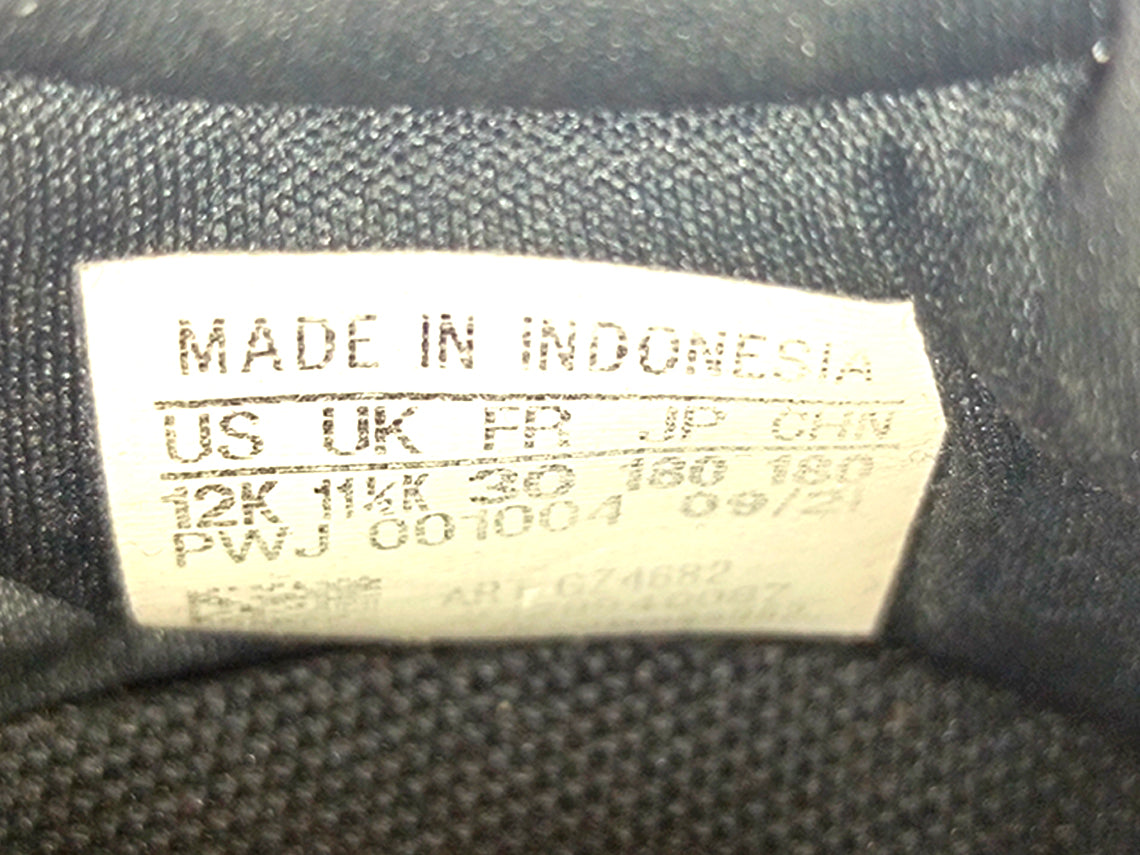 MADE IN INDONESIA
US UK FR JP CHN
12K 11½K 30 180 180
PWJ 001004 09/21
ART GZ4683